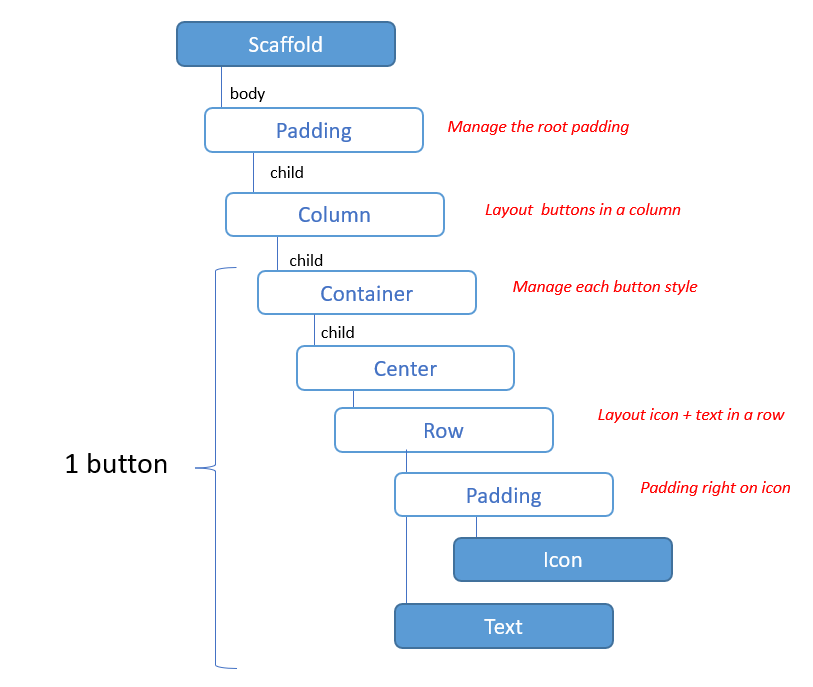 Scaffold
body
Padding
Manage the root padding
child
Column
Layout  buttons in a column
child
Container
Manage each button style
child
Center
Row
Layout icon + text in a row
1 button
Padding
Padding right on icon
Icon
Text